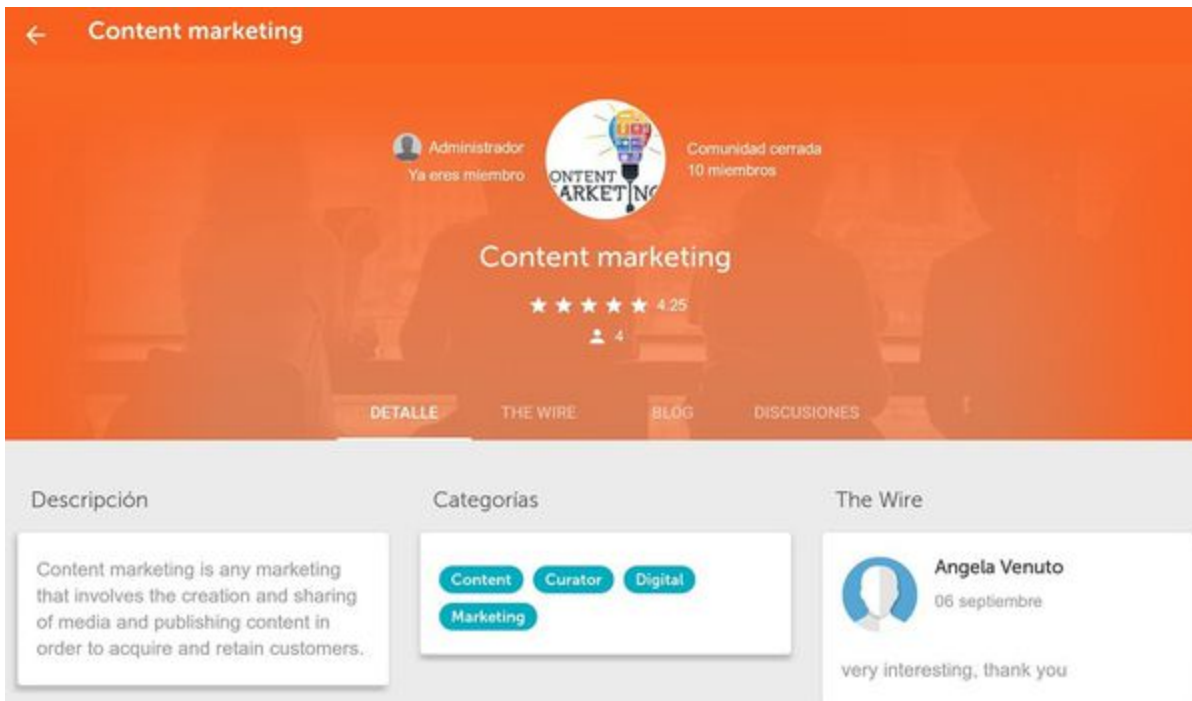 Content marketing
Administrador
Ya eres miembro
ONTENT
ARKETING
Comunidad cerrada
10 miembros
Content marketing
4.25
4
DETALLE
THE WIRE
BLOG
DISCUSIONES
Descripción
Content marketing is any marketing
that involves the creation and sharing
of media and publishing content in
order to acquire and retain customers.
Categorías
Content Curator Digital
Marketing
The Wire
Angela Venuto
06 septiembre
very interesting, thank you